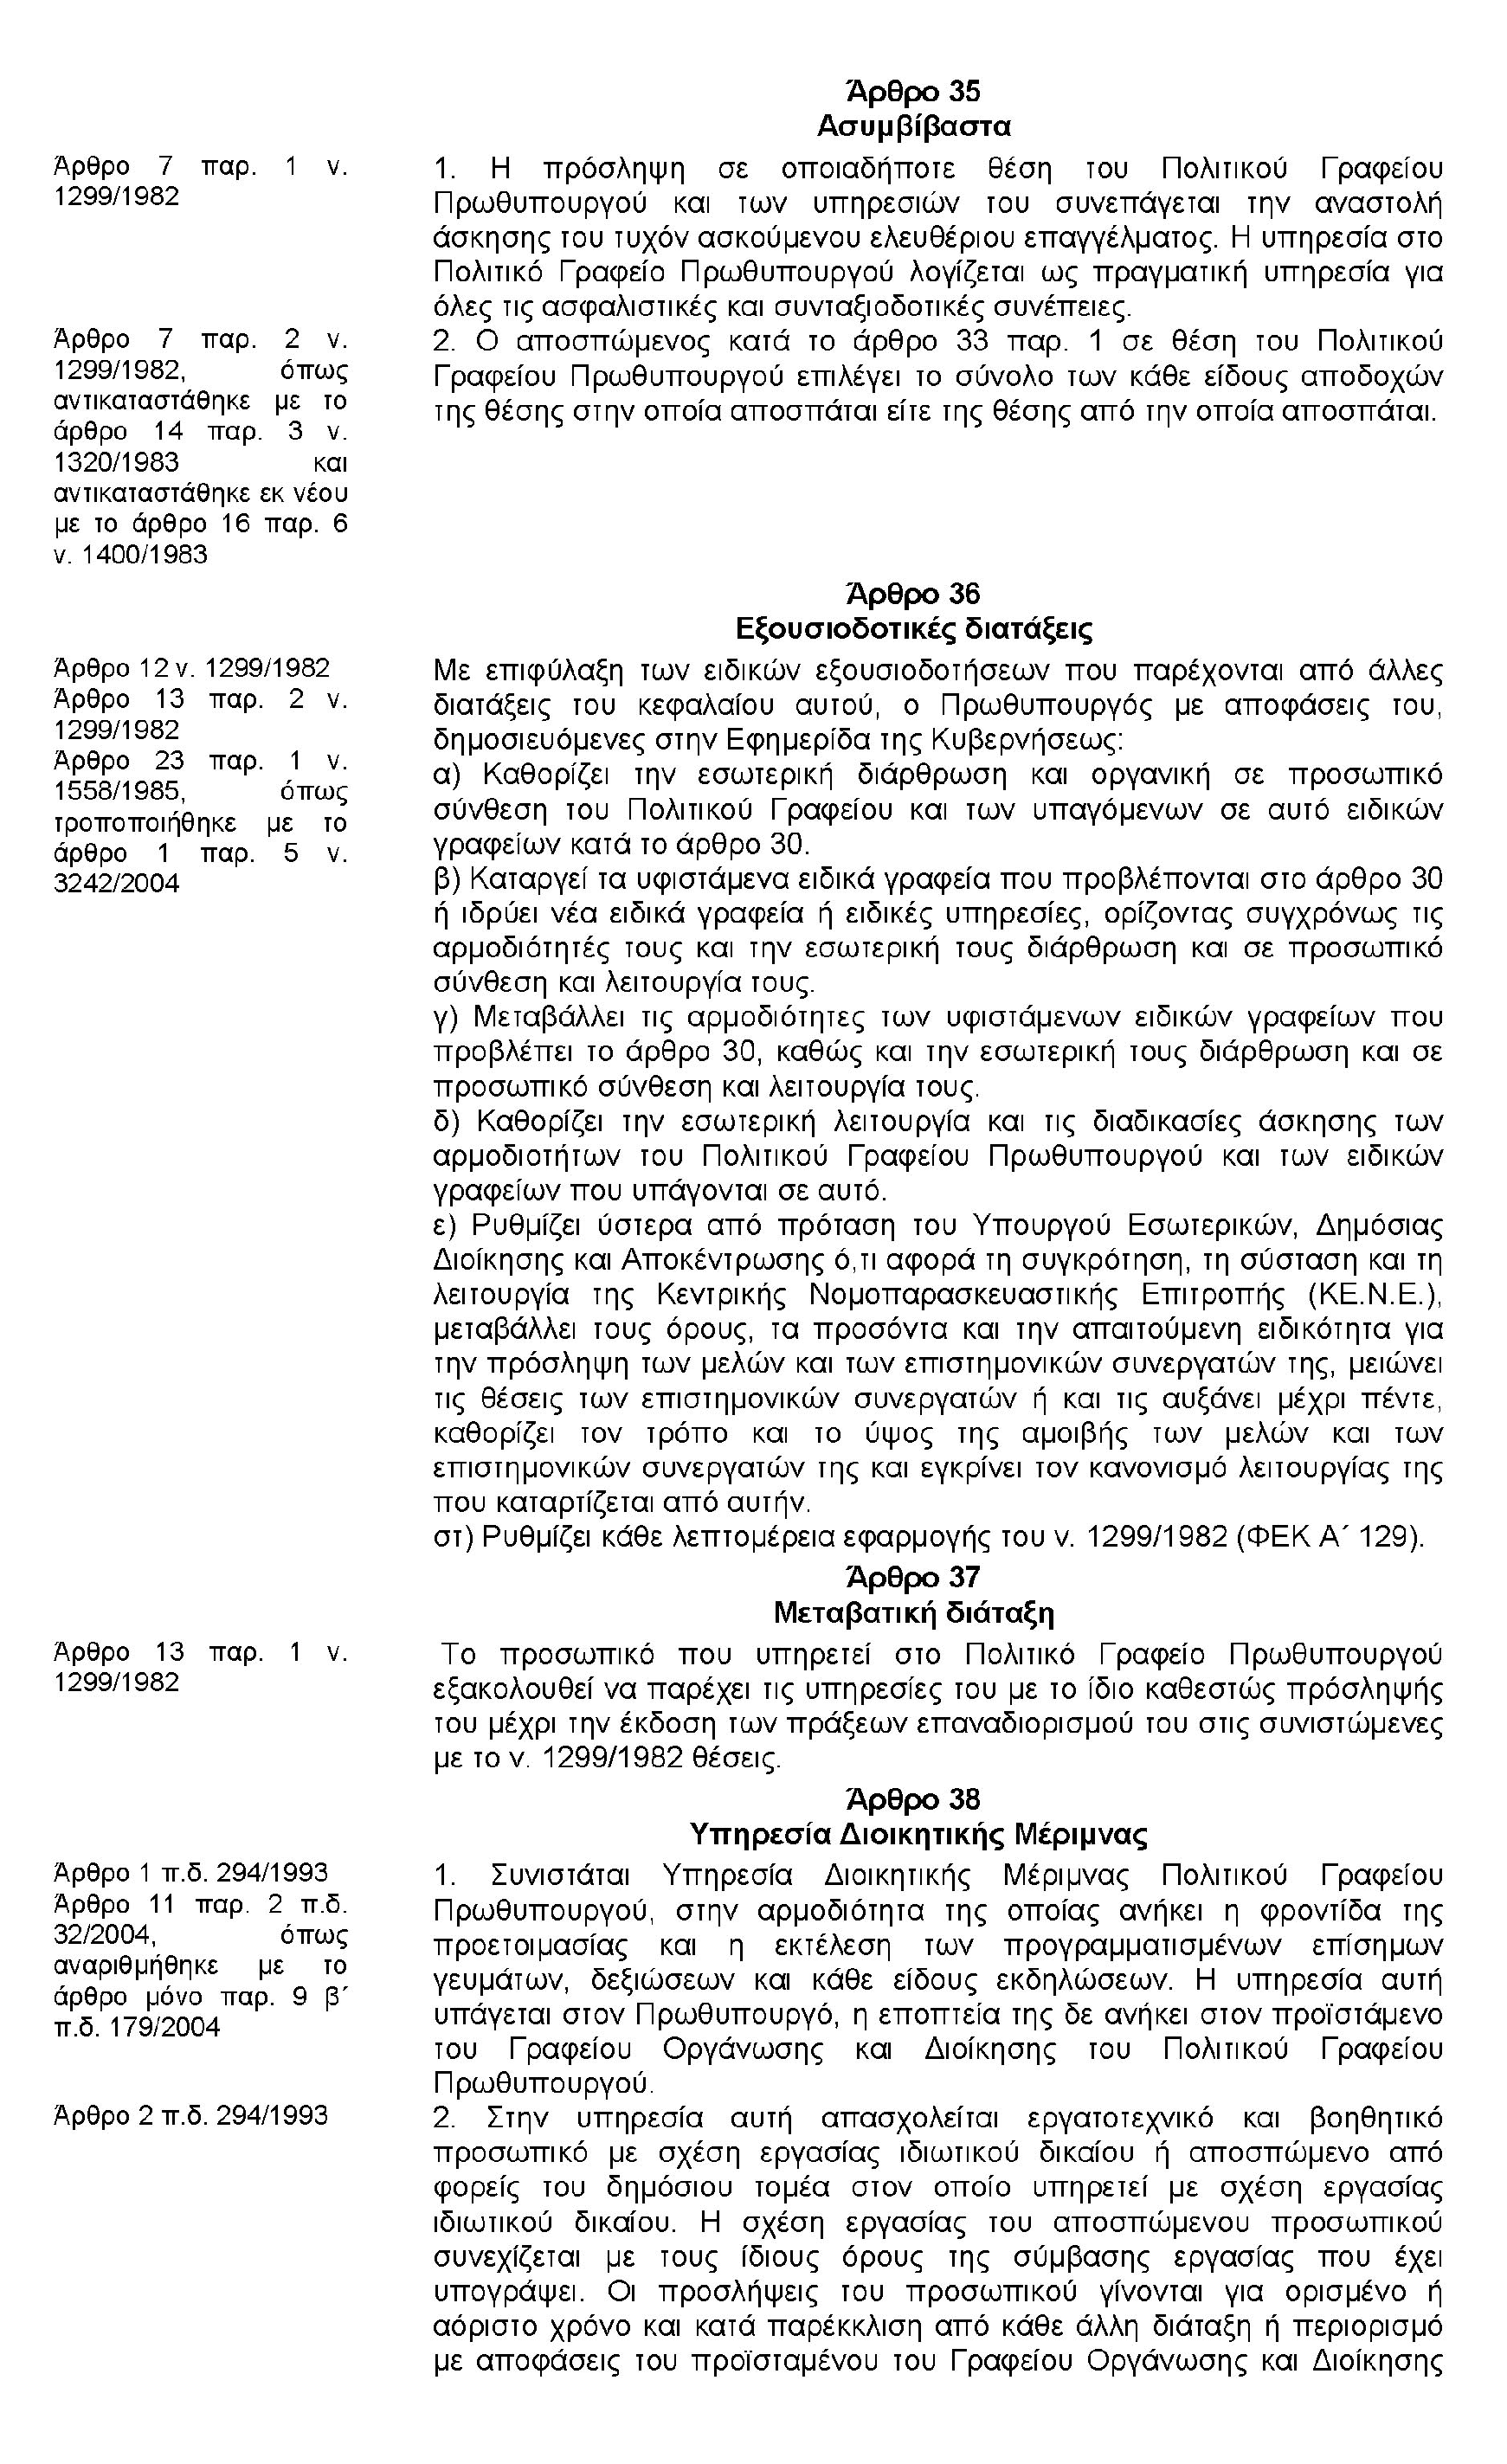 Άρθρο 35
Ασυμβίβαστα
Άρθρο 7 παρ. 1 ν.
1299/1982
1. Η πρόσληψη σε οποιαδήποτε θέση του Πολιτικού Γραφείου
Πρωθυπουργού και των υπηρεσιών του συνεπάγεται την αναστολή
άσκησης του τυχόν ασκούμενου ελευθέριου επαγγέλματος. Η υπηρεσία στο
Πολιτικό Γραφείο Πρωθυπουργού λογίζεται ως πραγματική υπηρεσία για
όλες τις ασφαλιστικές και συνταξιοδοτικές συνέπειες.
Άρθρο 7 παρ. 2 ν.
1299/1982, όπως
αντικαταστάθηκε με το
άρθρο 14 παρ. 3 ν.
1320/1983 και
αντικαταστάθηκε εκ νέου
με το άρθρο 16 παρ. 6
ν. 1400/1983
2. Ο αποσπώμενος κατά το άρθρο 33 παρ. 1 σε θέση του Πολιτικού
Γραφείου Πρωθυπουργού επιλέγει το σύνολο των κάθε είδους αποδοχών
της θέσης στην οποία αποσπάται είτε της θέσης από την οποία αποσπάται.
Άρθρο 36
Εξουσιοδοτικές διατάξεις
Άρθρο 12 ν. 1299/1982
Άρθρο 13 παρ. 2 ν.
1299/1982
Άρθρο 23 παρ. 1 ν.
1558/1985, όπως
τροποποιήθηκε με το
άρθρο 1 παρ. 5 ν.
3242/2004
Με επιφύλαξη των ειδικών εξουσιοδοτήσεων που παρέχονται από άλλες
διατάξεις του κεφαλαίου αυτού, ο Πρωθυπουργός με αποφάσεις του,
δημοσιευόμενες στην Εφημερίδα της Κυβερνήσεως:
α) Καθορίζει την εσωτερική διάρθρωση και οργανική σε προσωπικό
σύνθεση του Πολιτικού Γραφείου και των υπαγόμενων σε αυτό ειδικών
γραφείων κατά το άρθρο 30.
β) Καταργεί τα υφιστάμενα ειδικά γραφεία που προβλέπονται στο άρθρο 30
ή ιδρύει νέα ειδικά γραφεία ή ειδικές υπηρεσίες, ορίζοντας συγχρόνως τις
αρμοδιότητές τους και την εσωτερική τους διάρθρωση και σε προσωπικό
σύνθεση και λειτουργία τους.
γ) Μεταβάλλει τις αρμοδιότητες των υφιστάμενων ειδικών γραφείων που
προβλέπει το άρθρο 30, καθώς και την εσωτερική τους διάρθρωση και σε
προσωπικό σύνθεση και λειτουργία τους.
δ) Καθορίζει την εσωτερική λειτουργία και τις διαδικασίες άσκησης των
αρμοδιοτήτων του Πολιτικού Γραφείου Πρωθυπουργού και των ειδικών
γραφείων που υπάγονται σε αυτό.
ε) Ρυθμίζει ύστερα από πρόταση του Υπουργού Εσωτερικών, Δημόσιας
Διοίκησης και Αποκέντρωσης ό,τι αφορά τη συγκρότηση, τη σύσταση και τη
λειτουργία της Κεντρικής Νομοπαρασκευαστικής Επιτροπής (ΚΕ.Ν.Ε.),
μεταβάλλει τους όρους, τα προσόντα και την απαιτούμενη ειδικότητα για
την πρόσληψη των μελών και των επιστημονικών συνεργατών της, μειώνει
τις θέσεις των επιστημονικών συνεργατών ή και τις αυξάνει μέχρι πέντε,
καθορίζει τον τρόπο και το ύψος της αμοιβής των μελών και των
επιστημονικών συνεργατών της και εγκρίνει τον κανονισμό λειτουργίας της
που καταρτίζεται από αυτήν.
στ) Ρυθμίζει κάθε λεπτομέρεια εφαρμογής του ν. 1299/1982 (ΦΕΚ Α΄ 129).
Άρθρο 37
Μεταβατική διάταξη
Άρθρο 13 παρ. 1 ν.
1299/1982
Το προσωπικό που υπηρετεί στο Πολιτικό Γραφείο Πρωθυπουργού
εξακολουθεί να παρέχει τις υπηρεσίες του με το ίδιο καθεστώς πρόσληψής
του μέχρι την έκδοση των πράξεων επαναδιορισμού του στις συνιστώμενες
με το ν. 1299/1982 θέσεις.
Άρθρο 38
Υπηρεσία Διοικητικής Μέριμνας
Άρθρο 1 π.δ. 294/1993
Άρθρο 11 παρ. 2 π.δ.
32/2004, όπως
αναριθμήθηκε με το
άρθρο μόνο παρ. 9 β΄
π.δ. 179/2004
1. Συνιστάται Υπηρεσία Διοικητικής Μέριμνας Πολιτικού Γραφείου
Πρωθυπουργού, στην αρμοδιότητα της οποίας ανήκει η φροντίδα της
προετοιμασίας και η εκτέλεση των προγραμματισμένων επίσημων
γευμάτων, δεξιώσεων και κάθε είδους εκδηλώσεων. Η υπηρεσία αυτή
υπάγεται στον Πρωθυπουργό, η εποπτεία της δε ανήκει στον προϊστάμενο
του Γραφείου Οργάνωσης και Διοίκησης του Πολιτικού Γραφείου
Πρωθυπουργού.
Άρθρο 2 π.δ. 294/1993
2. Στην υπηρεσία αυτή απασχολείται εργατοτεχνικό και βοηθητικό
προσωπικό με σχέση εργασίας ιδιωτικού δικαίου ή αποσπώμενο από
φορείς του δημόσιου τομέα στον οποίο υπηρετεί με σχέση εργασίας
ιδιωτικού δικαίου. Η σχέση εργασίας του αποσπώμενου προσωπικού
συνεχίζεται με τους ίδιους όρους της σύμβασης εργασίας που έχει
υπογράψει. Οι προσλήψεις του προσωπικού γίνονται για ορισμένο ή
αόριστο χρόνο και κατά παρέκκλιση από κάθε άλλη διάταξη ή περιορισμό
με αποφάσεις του προϊσταμένου του Γραφείου Οργάνωσης και Διοίκησης